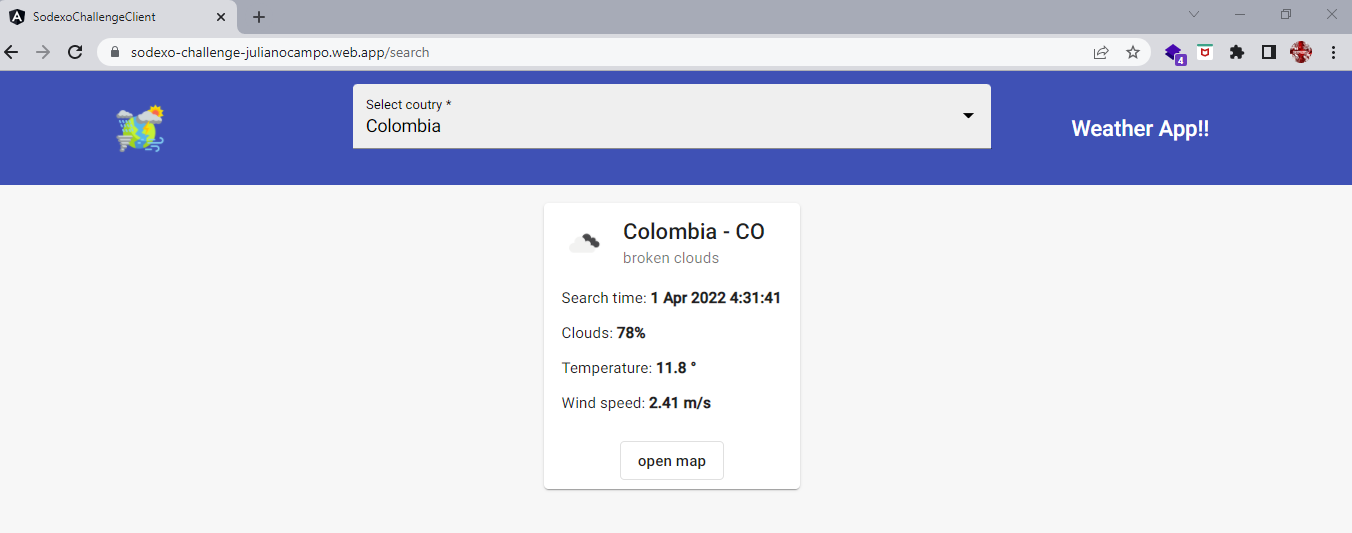 SodexoChallengeClient
sodexo-challenge-julianocampo.web.app/search
4
Select coutry *
Colombia
Weather App!!
Colombia - CO
broken clouds
Search time: 1 Apr 2022 4:31:41
Clouds: 78%
Temperature: 11.8 °
Wind speed: 2.41 m/s
open map